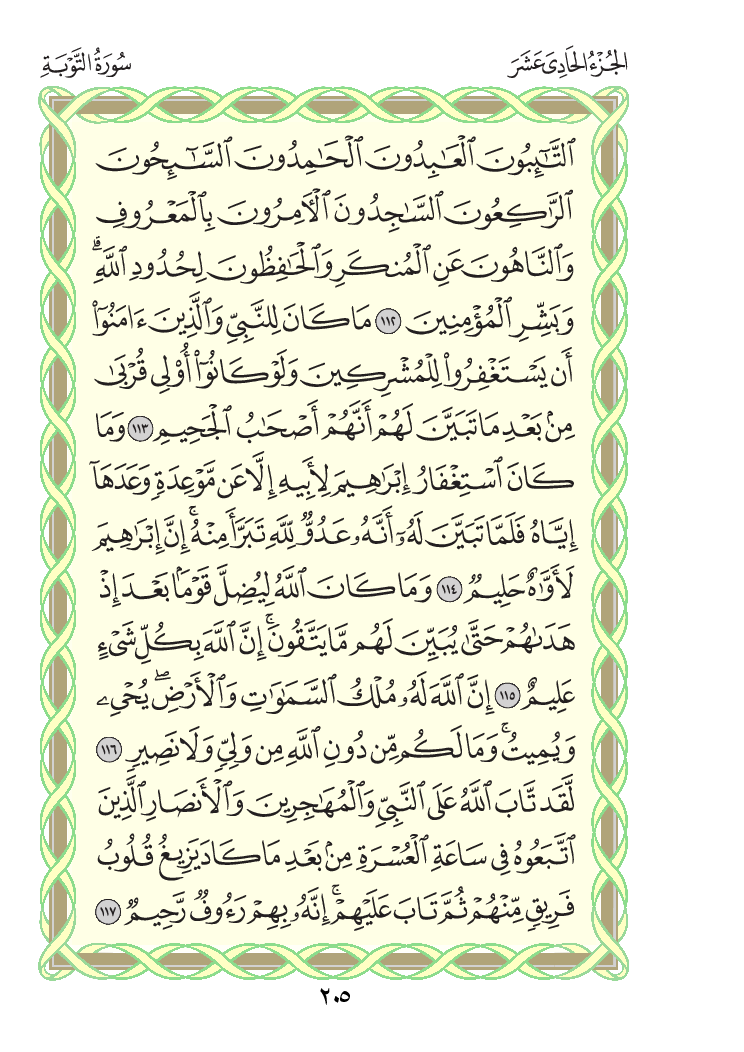 الجُزْءُ الحَادِىَ عَشَرَ
سُورَةُ التَّوْبَةِ
ٱلتَّـٰٓئِبُونَ ٱلْعَـٰبِدُونَ ٱلْحَـٰمِدُونَ ٱلسَّـٰٓئِحُونَ
ٱلرَّٰكِعُونَ ٱلسَّـٰجِدُونَ ٱلْـَٔامِرُونَ بِٱلْمَعْرُوفِ
وَٱلنَّاهُونَ عَنِ ٱلْمُنكَرِ وَٱلْحَـٰفِظُونَ لِحُدُودِ ٱللَّهِ ۗ
وَبَشِّرِ ٱلْمُؤْمِنِينَ ١١٢ مَا كَانَ لِلنَّبِىِّ وَٱلَّذِينَ ءَامَنُوٓا۟
أَن يَسْتَغْفِرُوا۟ لِلْمُشْرِكِينَ وَلَوْ كَانُوٓا۟ أُو۟لِى قُرْبَىٰ
مِنۢ بَعْدِ مَا تَبَيَّنَ لَهُمْ أَنَّهُمْ أَصْحَـٰبُ ٱلْجَحِيمِ ١١٣ وَمَا
كَانَ ٱسْتِغْفَارُ إِبْرَٰهِيمَ لِأَبِيهِ إِلَّا عَن مَّوْعِدَةٍ وَعَدَهَآ
إِيَّاهُ فَلَمَّا تَبَيَّنَ لَهُۥٓ أَنَّهُۥ عَدُوٌّ لِّلَّهِ تَبَرَّأَ مِنْهُ ۚ إِنَّ إِبْرَٰهِيمَ
لَأَوَّٰهٌ حَلِيمٌ ١١٤ وَمَا كَانَ ٱللَّهُ لِيُضِلَّ قَوْمًۢا بَعْدَ إِذْ
هَدَىٰهُمْ حَتَّىٰ يُبَيِّنَ لَهُم مَّا يَتَّقُونَ ۚ إِنَّ ٱللَّهَ بِكُلِّ شَىْءٍ
عَلِيمٌ ١١٥ إِنَّ ٱللَّهَ لَهُۥ مُلْكُ ٱلسَّمَـٰوَٰتِ وَٱلْأَرْضِ ۖ يُحْىِۦ
وَيُمِيتُ ۚ وَمَا لَكُم مِّن دُونِ ٱللَّهِ مِن وَلِىٍّ وَلَا نَصِيرٍ ١١٦
لَّقَد تَّابَ ٱللَّهُ عَلَى ٱلنَّبِىِّ وَٱلْمُهَـٰجِرِينَ وَٱلْأَنصَارِ ٱلَّذِينَ
ٱتَّبَعُوهُ فِى سَاعَةِ ٱلْعُسْرَةِ مِنۢ بَعْدِ مَا كَادَ يَزِيغُ قُلُوبُ
فَرِيقٍ مِّنْهُمْ ثُمَّ تَابَ عَلَيْهِمْ ۚ إِنَّهُۥ بِهِمْ رَءُوفٌ رَّحِيمٌ ١١٧
٢٠٥